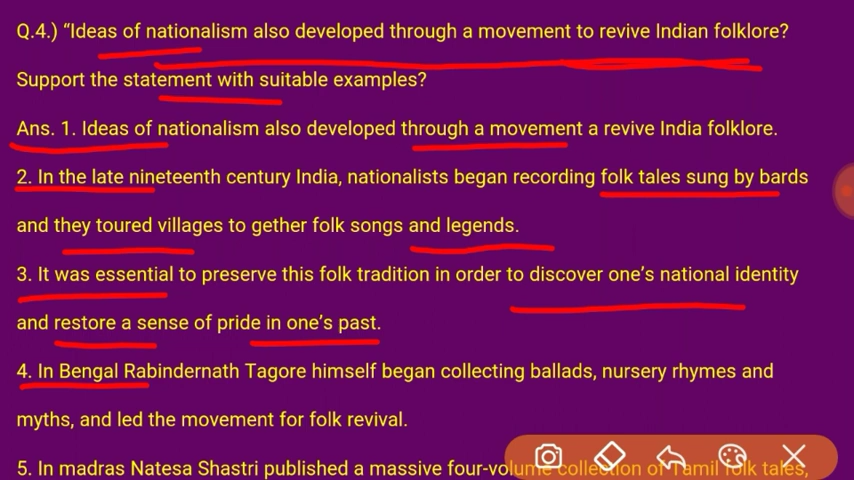 Q.4.) “Ideas of nationalism also developed through a movement to revive Indian folklore?
Support the statement with suitable examples?
Ans. 1. Ideas of nationalism also developed through a movement a revive India folklore.
2. In the late nineteenth century India, nationalists began recording folk tales sung by bards
and they toured villages to gether folk songs and legends.
3. It was essential to preserve this folk tradition in order to discover one’s national identity
and restore a sense of pride in one’s past.
4. In Bengal Rabindernath Tagore himself began collecting ballads, nursery rhymes and
myths, and led the movement for folk revival.
5. In madras Natesa Shastri published a massive four-volume collection of Tamil folk tales,